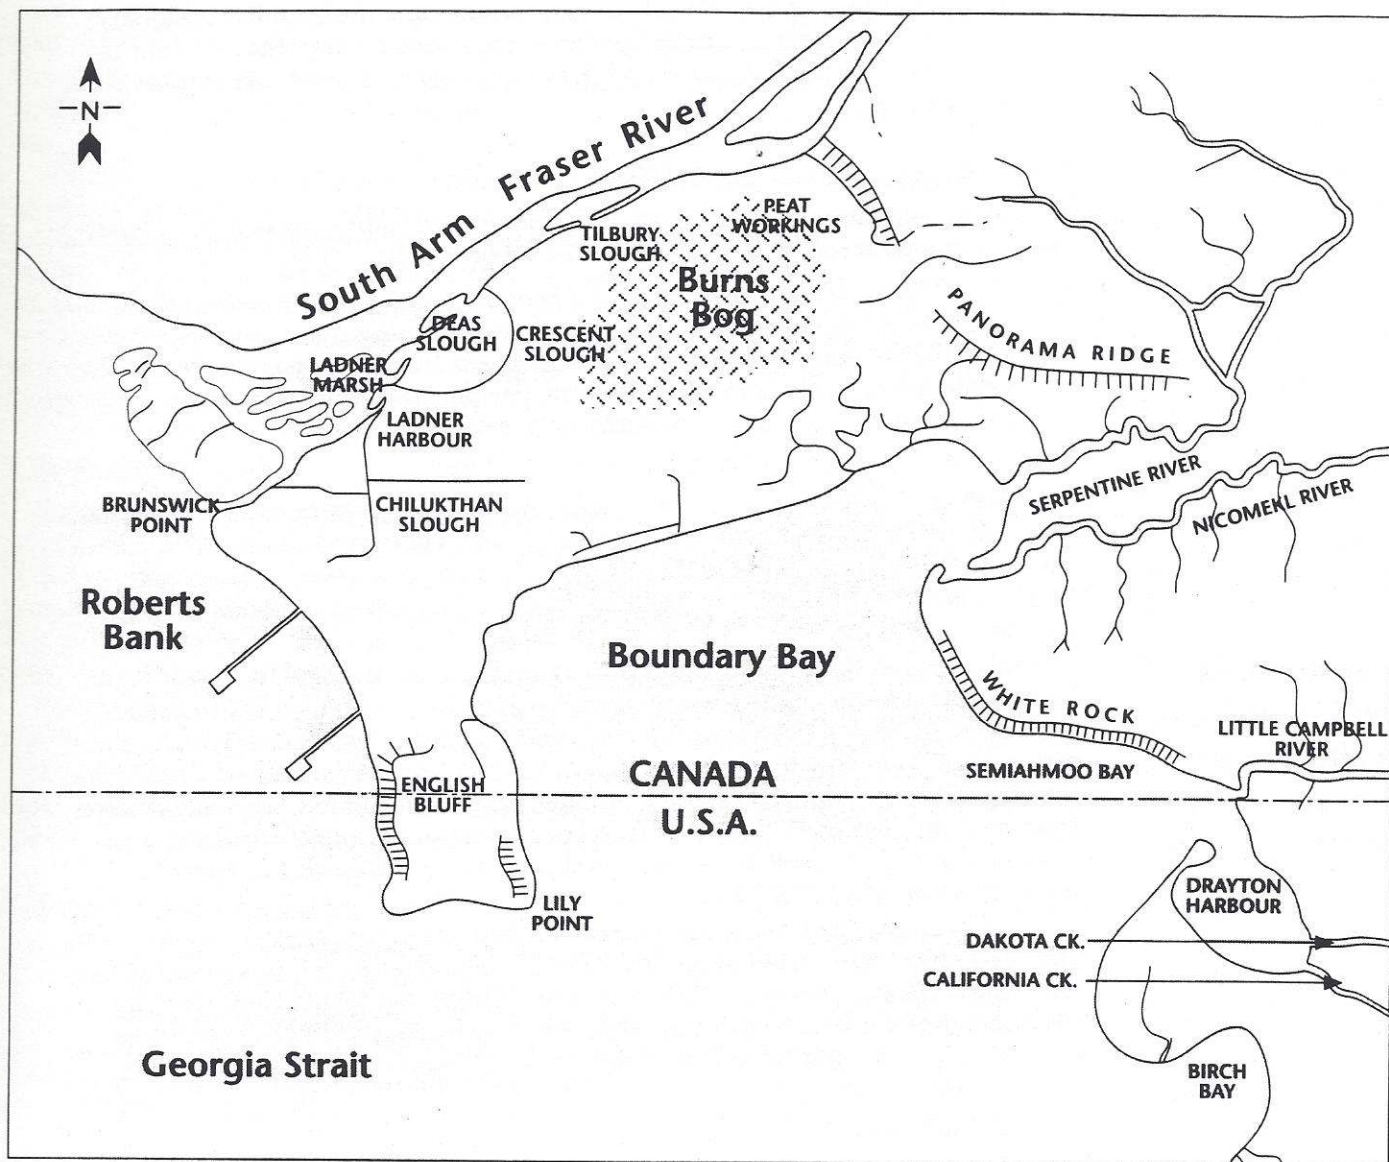 N
South Arm Fraser River
PEAT
WORKINGS
TILBURY
SLOUGH
Burns
Bog
DEAS
SLOUGH
CRESCENT
SLOUGH
PANORAMA RIDGE
LADNER
MARSH
LADNER
HARBOUR
BRUNSWICK
POINT
CHILUKTHAN
SLOUGH
SERPENTINE RIVER
NICOMEKL RIVER
Roberts
Bank
Boundary Bay
WHITE ROCK
LITTLE CAMPBELL
RIVER
SEMIAHMOO BAY
CANADA
U.S.A.
ENGLISH
BLUFF
LILY
POINT
DRAYTON
HARBOUR
DAKOTA CK.
CALIFORNIA CK.
Georgia Strait
BIRCH
BAY